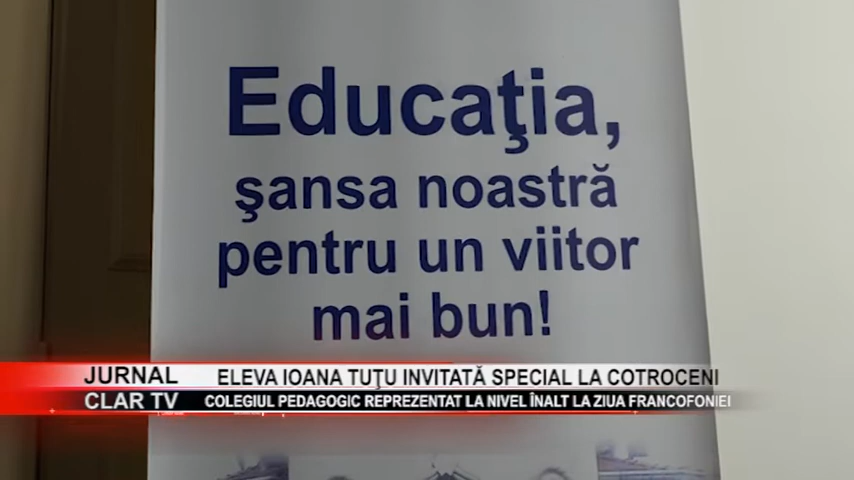 Educaţia,
şansa noastră
pentru un viitor
mai bun!
JURNAL
ELEVA IOANA TUŢU INVITATĂ SPECIAL LA COTROCENI
CLAR TV
COLEGIUL PEDAGOGIC REPREZENTAT LA NIVEL ÎNALT LA ZIUA FRANCOFONIEI